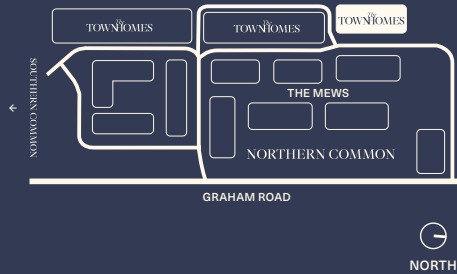 The
TOWNHOMES
The
TOWNHOMES
The
TOWNHOMES
SOUTHERN COMMON
THE MEWS
NORTHERN COMMON
GRAHAM ROAD
NORTH